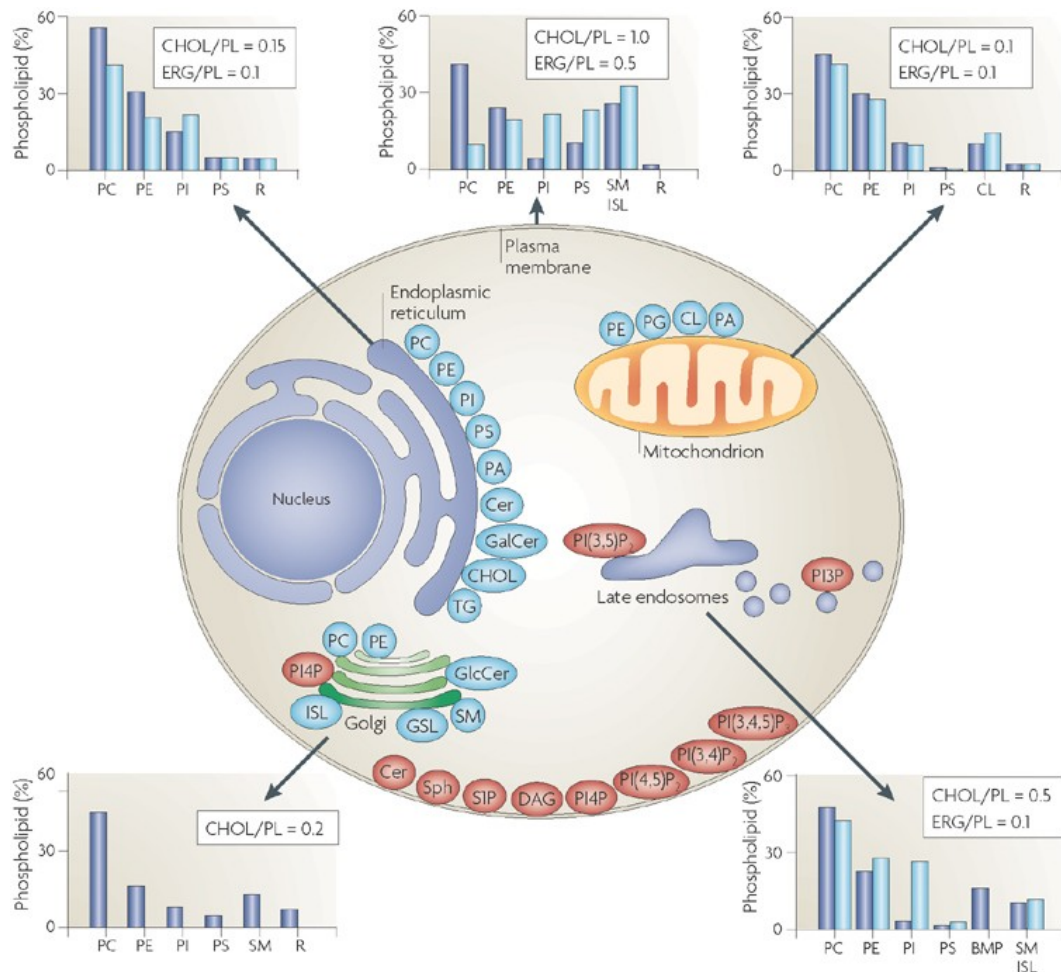 60
30
0
Phospholipid (%)
CHOL/PL = 0.15
ERG/PL = 0.1
PC PE PI PS R
60
30
0
Phospholipid (%)
CHOL/PL = 1.0
ERG/PL = 0.5
PC PE PI PS SM R
ISL
60
30
0
Phospholipid (%)
CHOL/PL = 0.1
ERG/PL = 0.1
PC PE PI PS CL R
Plasma
membrane
Endoplasmic
reticulum
PC
PE
PI
PS
PA
Cer
GalCer
CHOL
TG
Nucleus
PE PG CL PA
Mitochondrion
PI(3,5)P2
Late endosomes
PI3P
PC PE
PI4P
GlcCer
ISL
Golgi
GSL
SM
Cer
Sph
S1P
DAG
PI4P
PI(4,5)P2
PI(3,4)P2
PI(3,4,5)P3
60
30
0
Phospholipid (%)
CHOL/PL = 0.2
PC PE PI PS SM R
60
30
0
Phospholipid (%)
CHOL/PL = 0.5
ERG/PL = 0.1
PC PE PI PS BMP SM
ISL